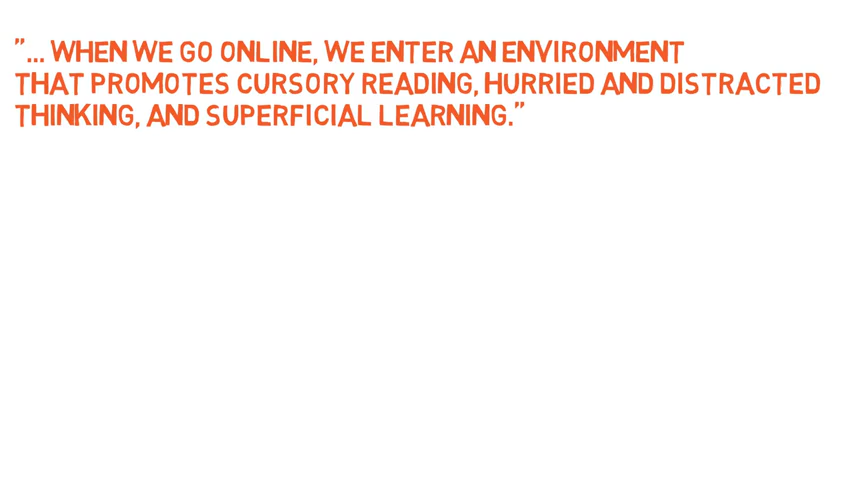 "... WHEN WE GO ONLINE, WE ENTER AN ENVIRONMENT
THAT PROMOTES CURSORY READING, HURRIED AND DISTRACTED
THINKING, AND SUPERFICIAL LEARNING."